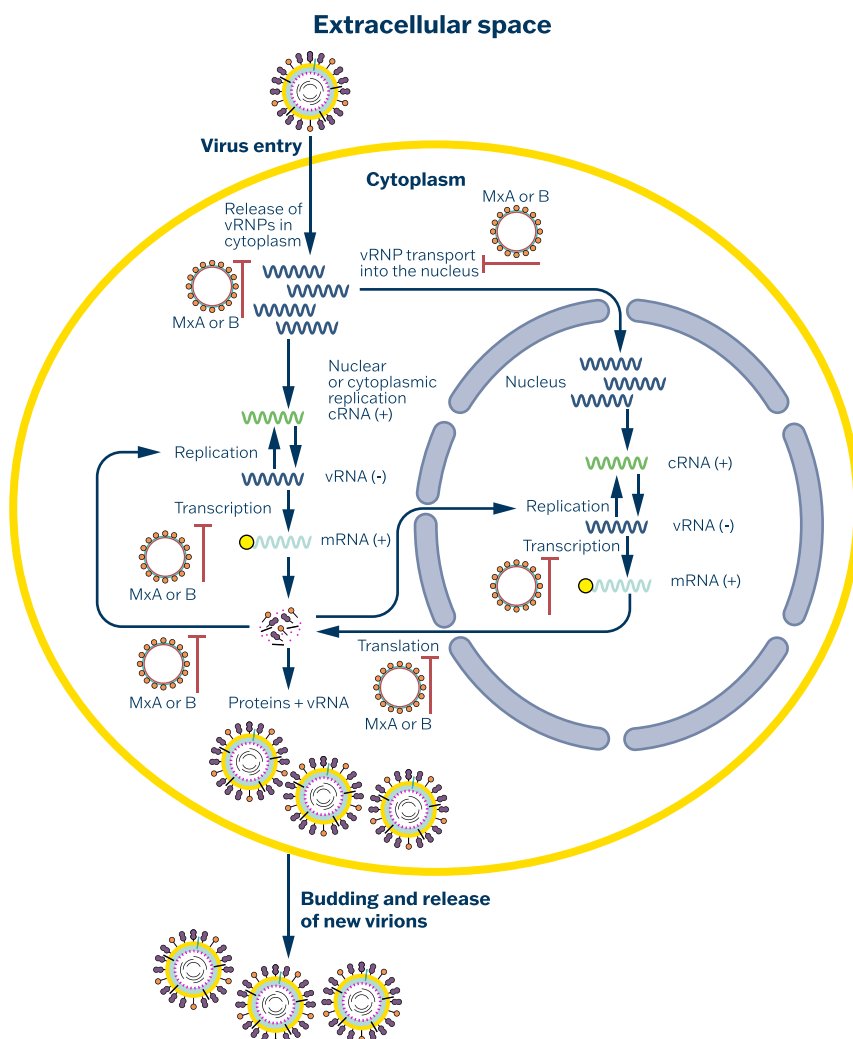 Extracellular space
Virus entry
Cytoplasm
MxA or B
Release of
vRNPs in
cytoplasm
vRNP transport
into the nucleus
MxA or B
Nuclear
or cytoplasmic
replication
cRNA (+)
Nucleus
Replication
vRNA (-)
cRNA (+)
Transcription
mRNA (+)
Replication
vRNA (-)
Transcription
MxA or B
mRNA (+)
Translation
MxA or B
Proteins + vRNA
MxA or B
Budding and release
of new virions